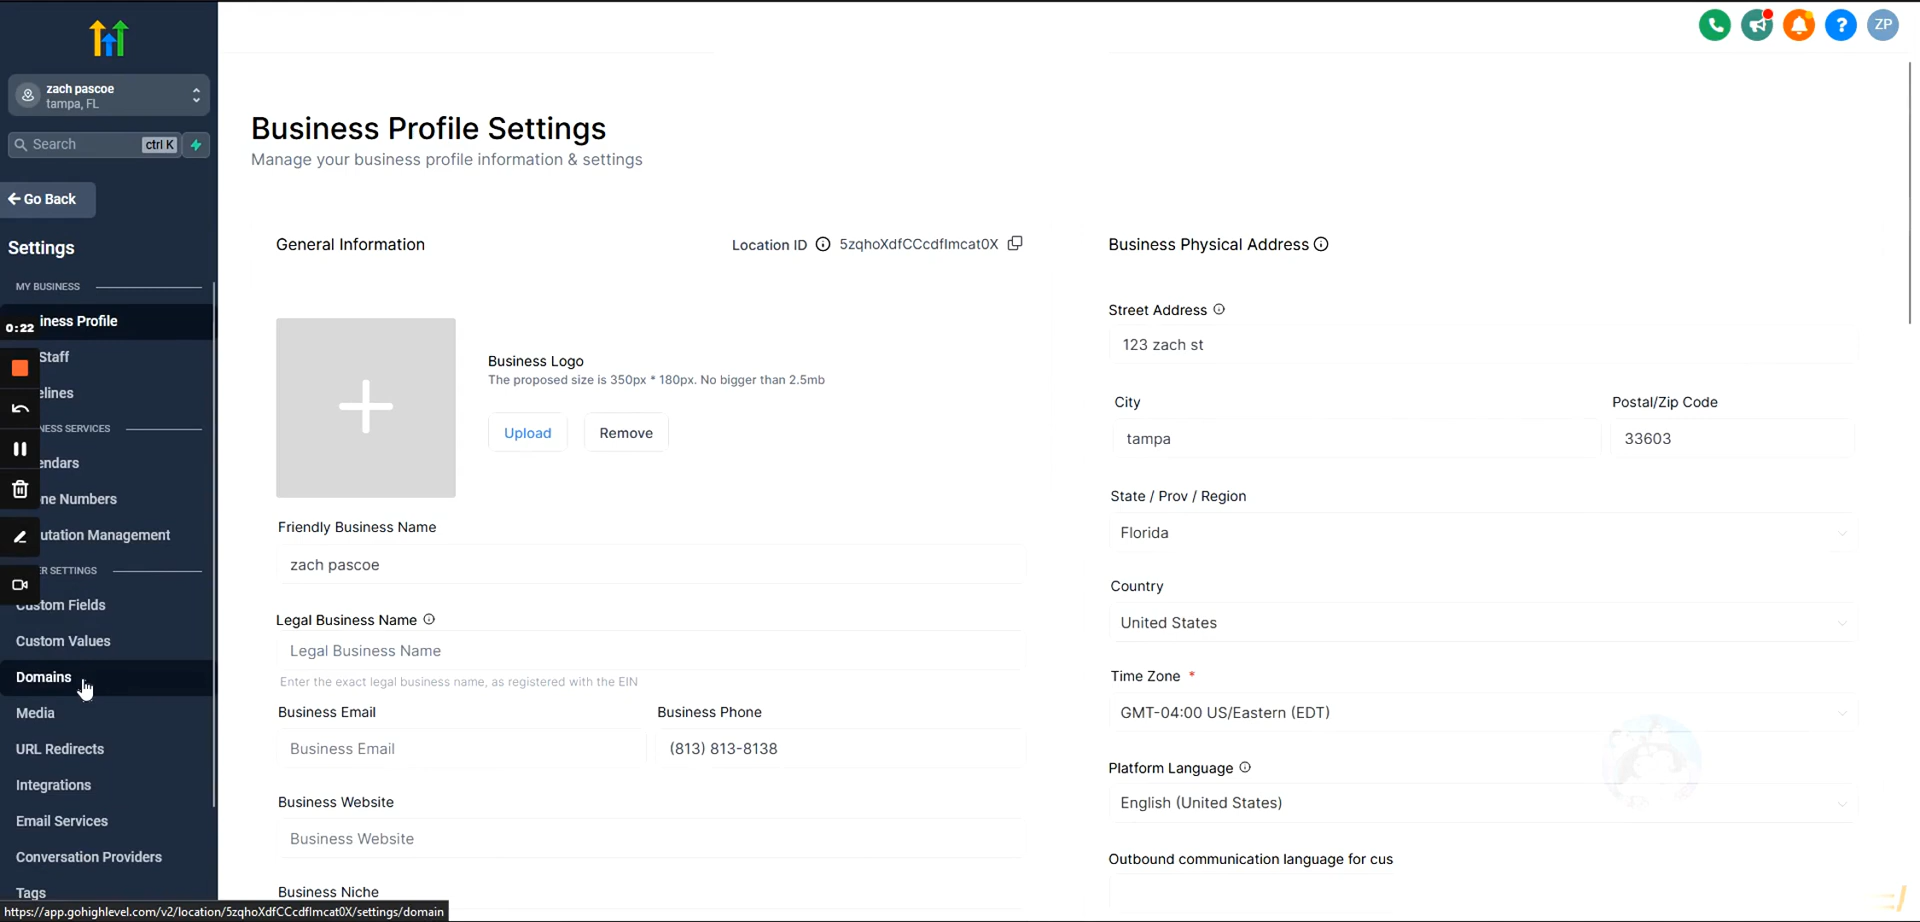 zach pascoe
tampa, FL
Search ctrl K
Go Back
Settings
MY BUSINESS
iness Profile
Staff
elines
NESS SERVICES
endars
ne Numbers
utation Management
ER SETTINGS
Custom Fields
Custom Values
Domains
Media
URL Redirects
Integrations
Email Services
Conversation Providers
Tags
0:22
https://app.gohighlevel.com/v2/location/5zqhoXdfCCcdfImcat0X/settings/domain
ZP
Business Profile Settings
Manage your business profile information & settings
General Information
Location ID 5zqhoXdfCCcdfImcat0X
Business Logo
The proposed size is 350px * 180px. No bigger than 2.5mb
Upload Remove
Friendly Business Name
zach pascoe
Legal Business Name
Legal Business Name
Enter the exact legal business name, as registered with the EIN
Business Email Business Phone
Business Email (813) 813-8138
Business Website
Business Website
Business Niche
Business Physical Address
Street Address
123 zach st
City Postal/Zip Code
tampa 33603
State / Prov / Region
Florida
Country
United States
Time Zone *
GMT-04:00 US/Eastern (EDT)
Platform Language
English (United States)
Outbound communication language for cus